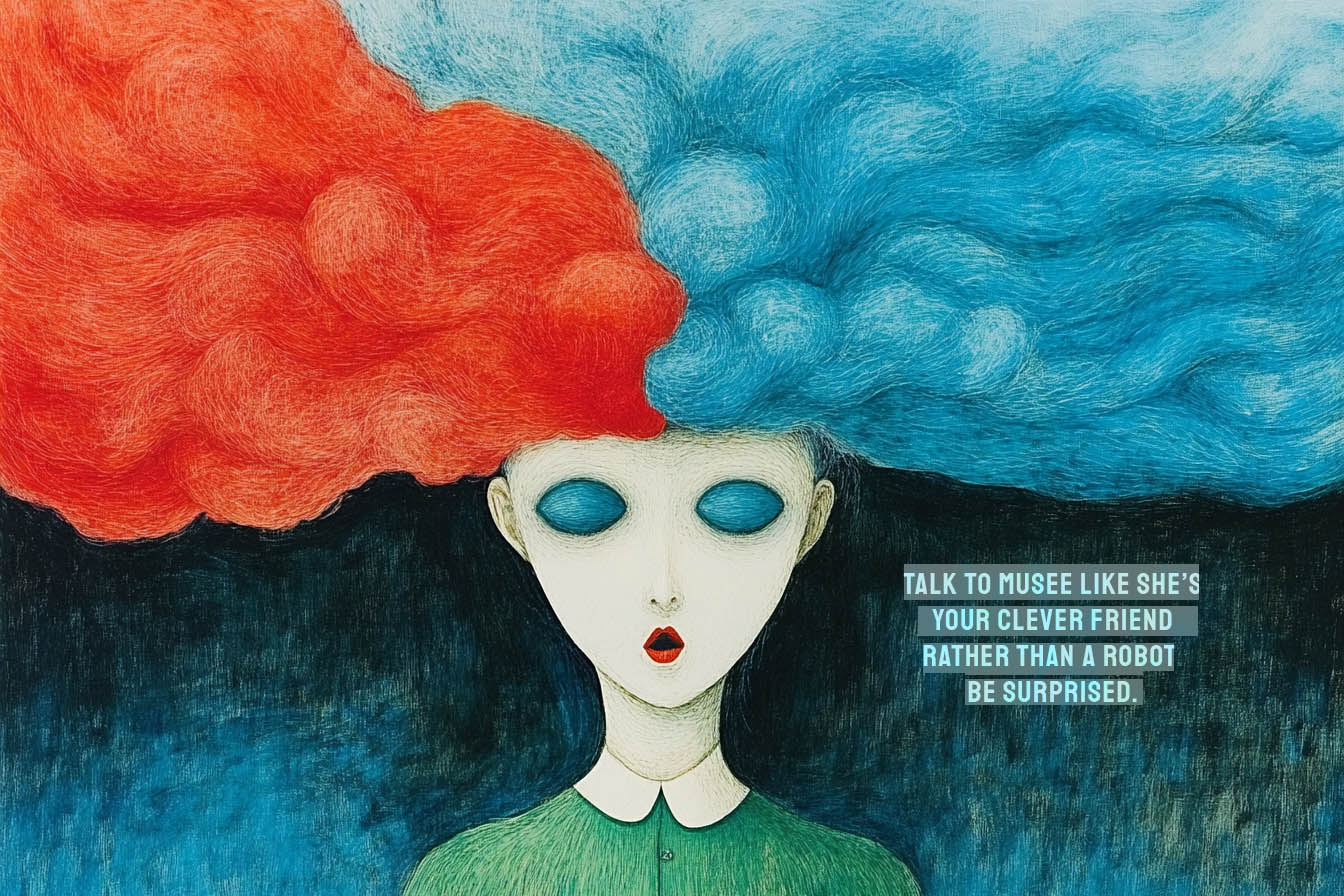 TALK TO MUSEE LIKE SHE'S
YOUR CLEVER FRIEND
RATHER THAN A ROBOT
BE SURPRISED.